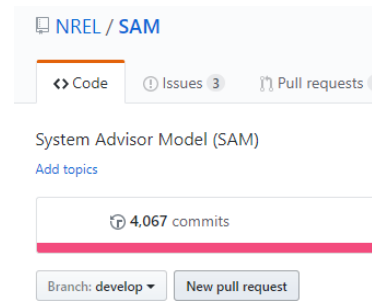 NREL / SAM
<> Code Issues 3 Pull requests
System Advisor Model (SAM)
Add topics
4,067 commits
Branch: develop New pull request